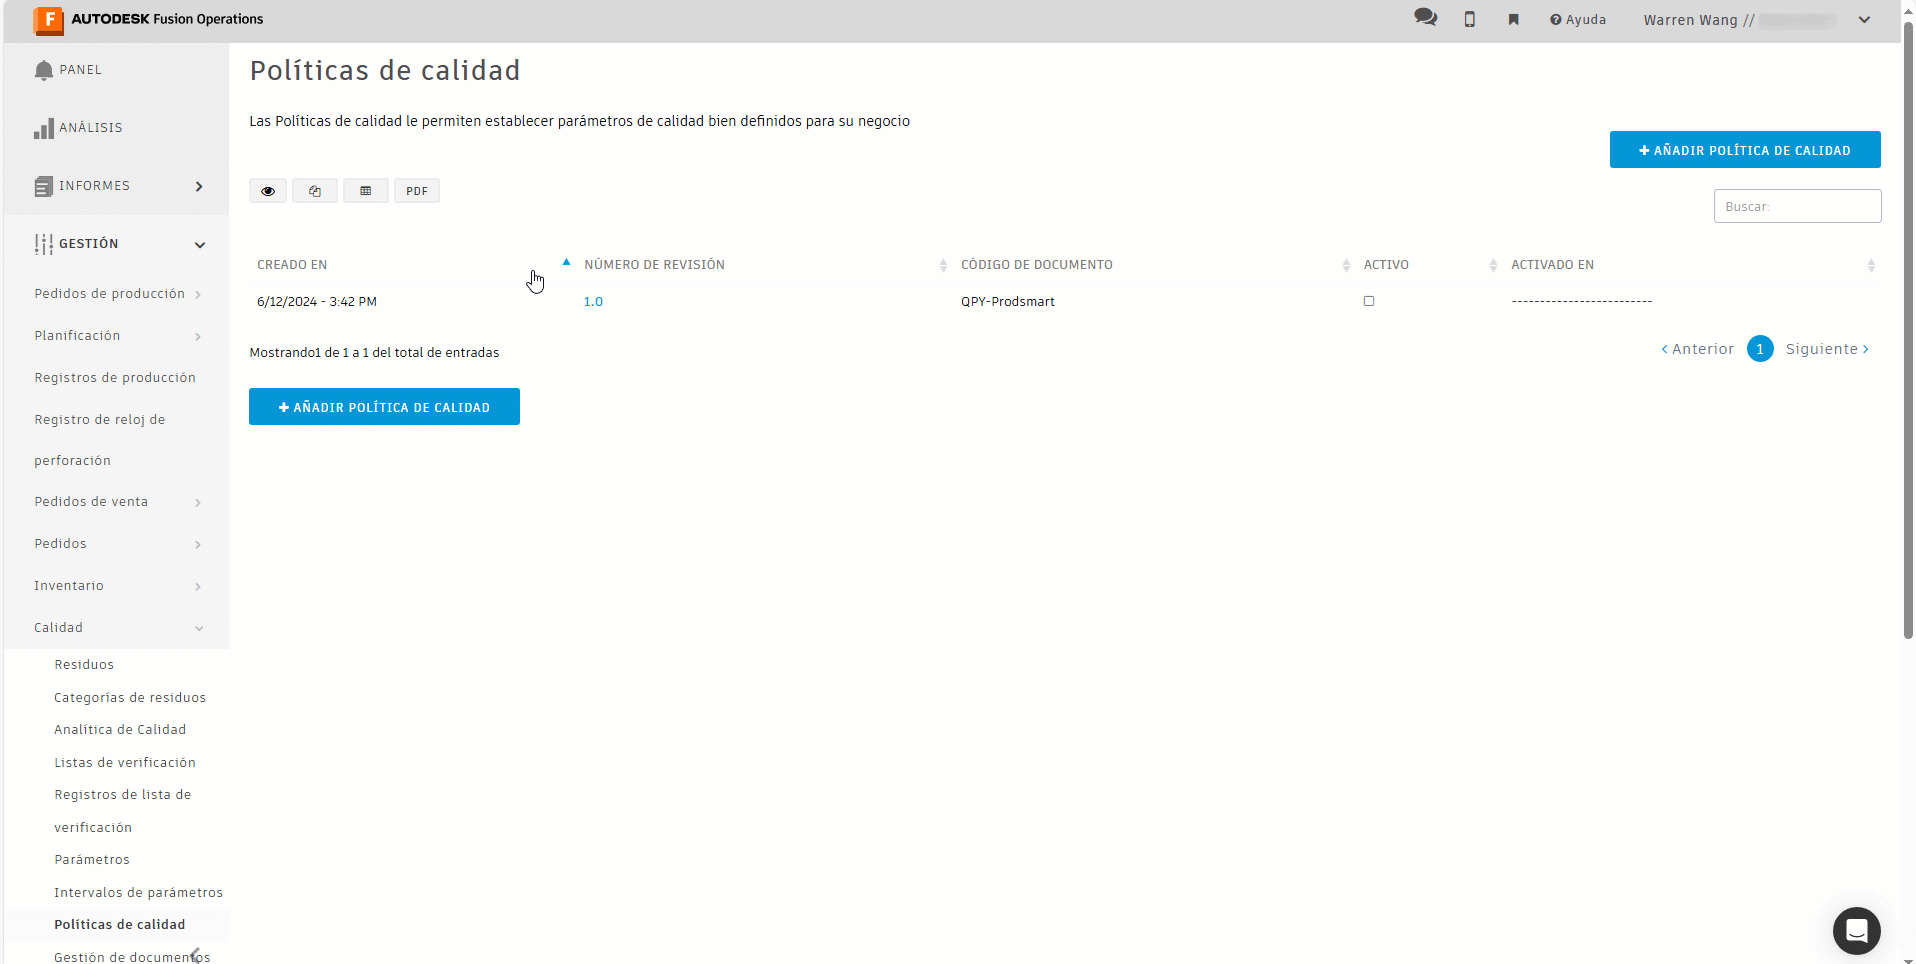 F AUTODESK Fusion Operations
Ayuda
Warren Wang //
PANEL
ANÁLISIS
INFORMES
GESTIÓN
Pedidos de producción
Planificación
Registros de producción
Registro de reloj de
perforación
Pedidos de venta
Pedidos
Inventario
Calidad
Residuos
Categorías de residuos
Analítica de Calidad
Listas de verificación
Registros de lista de
verificación
Parámetros
Intervalos de parámetros
Políticas de calidad
Gestión de documentos
Políticas de calidad
Las Políticas de calidad le permiten establecer parámetros de calidad bien definidos para su negocio
+ AÑADIR POLÍTICA DE CALIDAD
PDF
Buscar:
CREADO EN NÚMERO DE REVISIÓN CÓDIGO DE DOCUMENTO ACTIVO ACTIVADO EN
6/12/2024 - 3:42 PM 1.0 QPY-Prodsmart -------------------------
Mostrando1 de 1 a 1 del total de entradas
< Anterior 1 Siguiente >
+ AÑADIR POLÍTICA DE CALIDAD